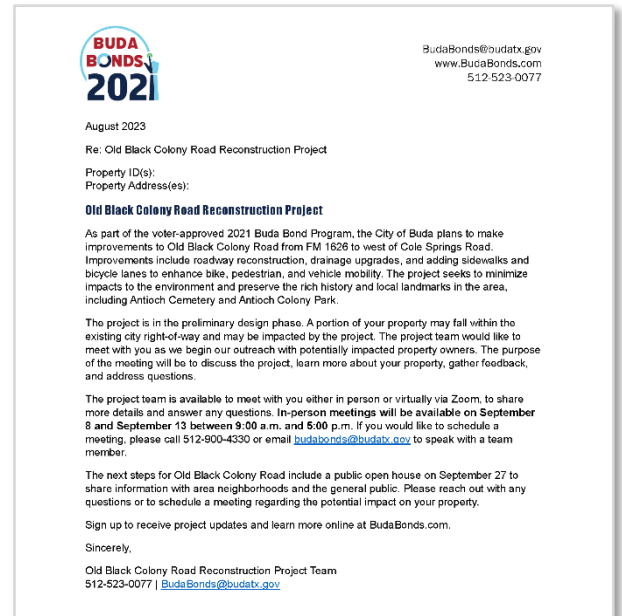 BUDA
BONDS
2021
BudaBonds@budatx.gov
www.BudaBonds.com
512-523-0077
August 2023
Re: Old Black Colony Road Reconstruction Project
Property ID(s):
Property Address(es):
Old Black Colony Road Reconstruction Project
As part of the voter-approved 2021 Buda Bond Program, the City of Buda plans to make
improvements to Old Black Colony Road from FM 1626 to west of Cole Springs Road.
Improvements include roadway reconstruction, drainage upgrades, and adding sidewalks and
bicycle lanes to enhance bike, pedestrian, and vehicle mobility. The project seeks to minimize
impacts to the environment and preserve the rich history and local landmarks in the area,
including Antioch Cemetery and Antioch Colony Park.
The project is in the preliminary design phase. A portion of your property may fall within the
existing city right-of-way and may be impacted by the project. The project team would like to
meet with you as we begin our outreach with potentially impacted property owners. The purpose
of the meeting will be to discuss the project, learn more about your property, gather feedback,
and address questions.
The project team is available to meet with you either in person or virtually via Zoom, to share
more details and answer any questions. In-person meetings will be available on September
8 and September 13 between 9:00 a.m. and 5:00 p.m. If you would like to schedule a
meeting, please call 512-900-4330 or email budabonds@budatx.gov to speak with a team
member.
The next steps for Old Black Colony Road include a public open house on September 27 to
share information with area neighborhoods and the general public. Please reach out with any
questions or to schedule a meeting regarding the potential impact on your property.
Sign up to receive project updates and learn more online at BudaBonds.com.
Sincerely,
Old Black Colony Road Reconstruction Project Team
512-523-0077 | BudaBonds@budatx.gov